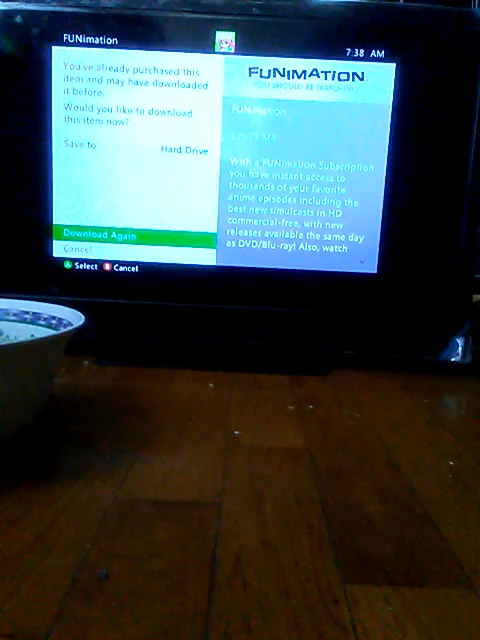 FUNimation
7:38 AM
You've already purchased this
item and may have downloaded
it before.
Would you like to download
this item now?
Save to:
Hard Drive
Download Again
Cancel
A Select B Cancel
FUNIMATION
YOU SHOULD BE WATCHING
FUNimation
MB
With a FUNimation Subscription
you have instant access to
thousands of your favorite
anime episodes including the
best new simulcasts in HD
commercial-free, with new
releases available the same day
as DVD/Blu-ray! Also, watch